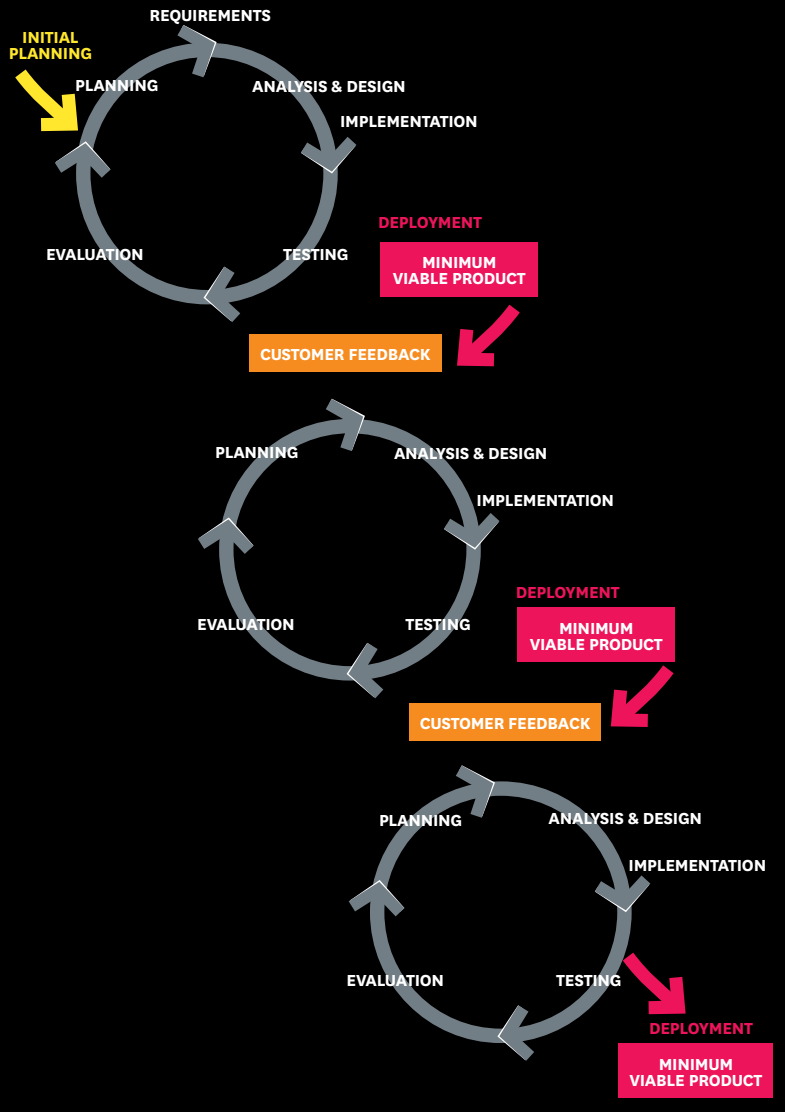 REQUIREMENTS
INITIAL
PLANNING
PLANNING
ANALYSIS & DESIGN
IMPLEMENTATION
EVALUATION
TESTING
DEPLOYMENT
MINIMUM
VIABLE PRODUCT
CUSTOMER FEEDBACK
PLANNING
ANALYSIS & DESIGN
IMPLEMENTATION
EVALUATION
TESTING
DEPLOYMENT
MINIMUM
VIABLE PRODUCT
CUSTOMER FEEDBACK
PLANNING
ANALYSIS & DESIGN
IMPLEMENTATION
EVALUATION
TESTING
DEPLOYMENT
MINIMUM
VIABLE PRODUCT